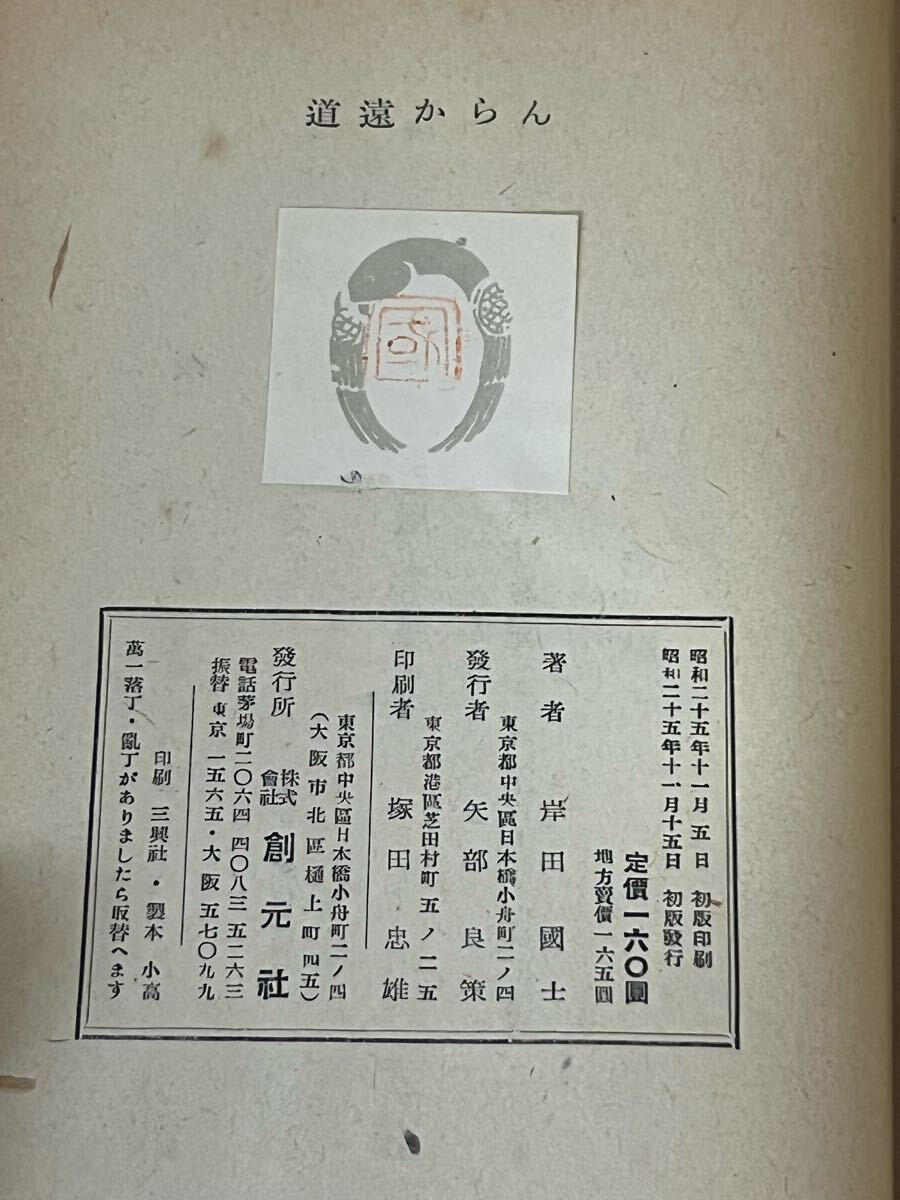 道遠からん
昭和二十五年十一月五日 初版印刷
昭和二十五年十一月十五日 初版發行
定價一六〇圓
地方賣價一六五圓
著者 岸田國士
東京都中央區日本橋小舟町二ノ四
發行者 矢部良策
東京都港區芝田村町五ノ二五
印刷者 塚田忠雄
東京都中央區日本橋小舟町二ノ四
(大阪市北區樋上町四五)
發行所 株式會社 創元社
電話茅場町二〇六四 四〇八三 五二六三
振替 東京 一五六五・大阪 五七〇九九
印刷 三興社・製本 小高
萬一落丁・亂丁がありましたら取替へます
國